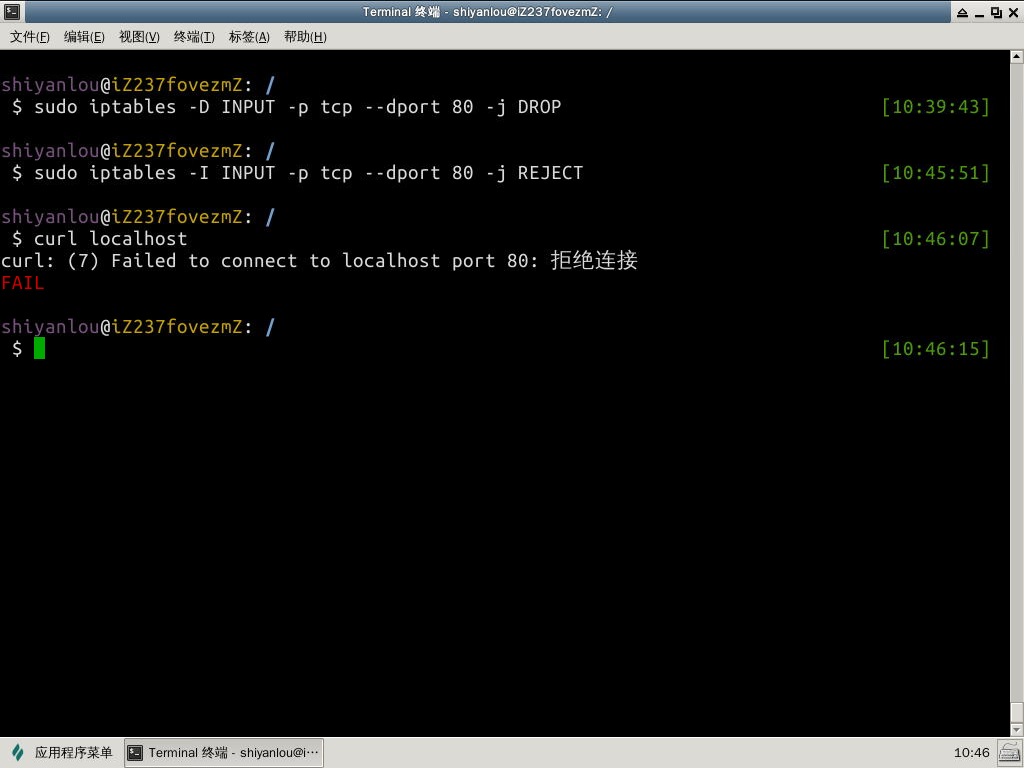 Terminal 终端 - shiyanlou@iZ237fovezmZ: /
文件(F) 编辑(E) 视图(V) 终端(T) 标签(A) 帮助(H)
shiyanlou@iZ237fovezmZ: /
$ sudo iptables -D INPUT -p tcp --dport 80 -j DROP [10:39:43]
shiyanlou@iZ237fovezmZ: /
$ sudo iptables -I INPUT -p tcp --dport 80 -j REJECT [10:45:51]
shiyanlou@iZ237fovezmZ: /
$ curl localhost [10:46:07]
curl: (7) Failed to connect to localhost port 80: 拒绝连接
FAIL
shiyanlou@iZ237fovezmZ: /
$ [10:46:15]
应用程序菜单 Terminal 终端 - shiyanlou@i··· 10:46